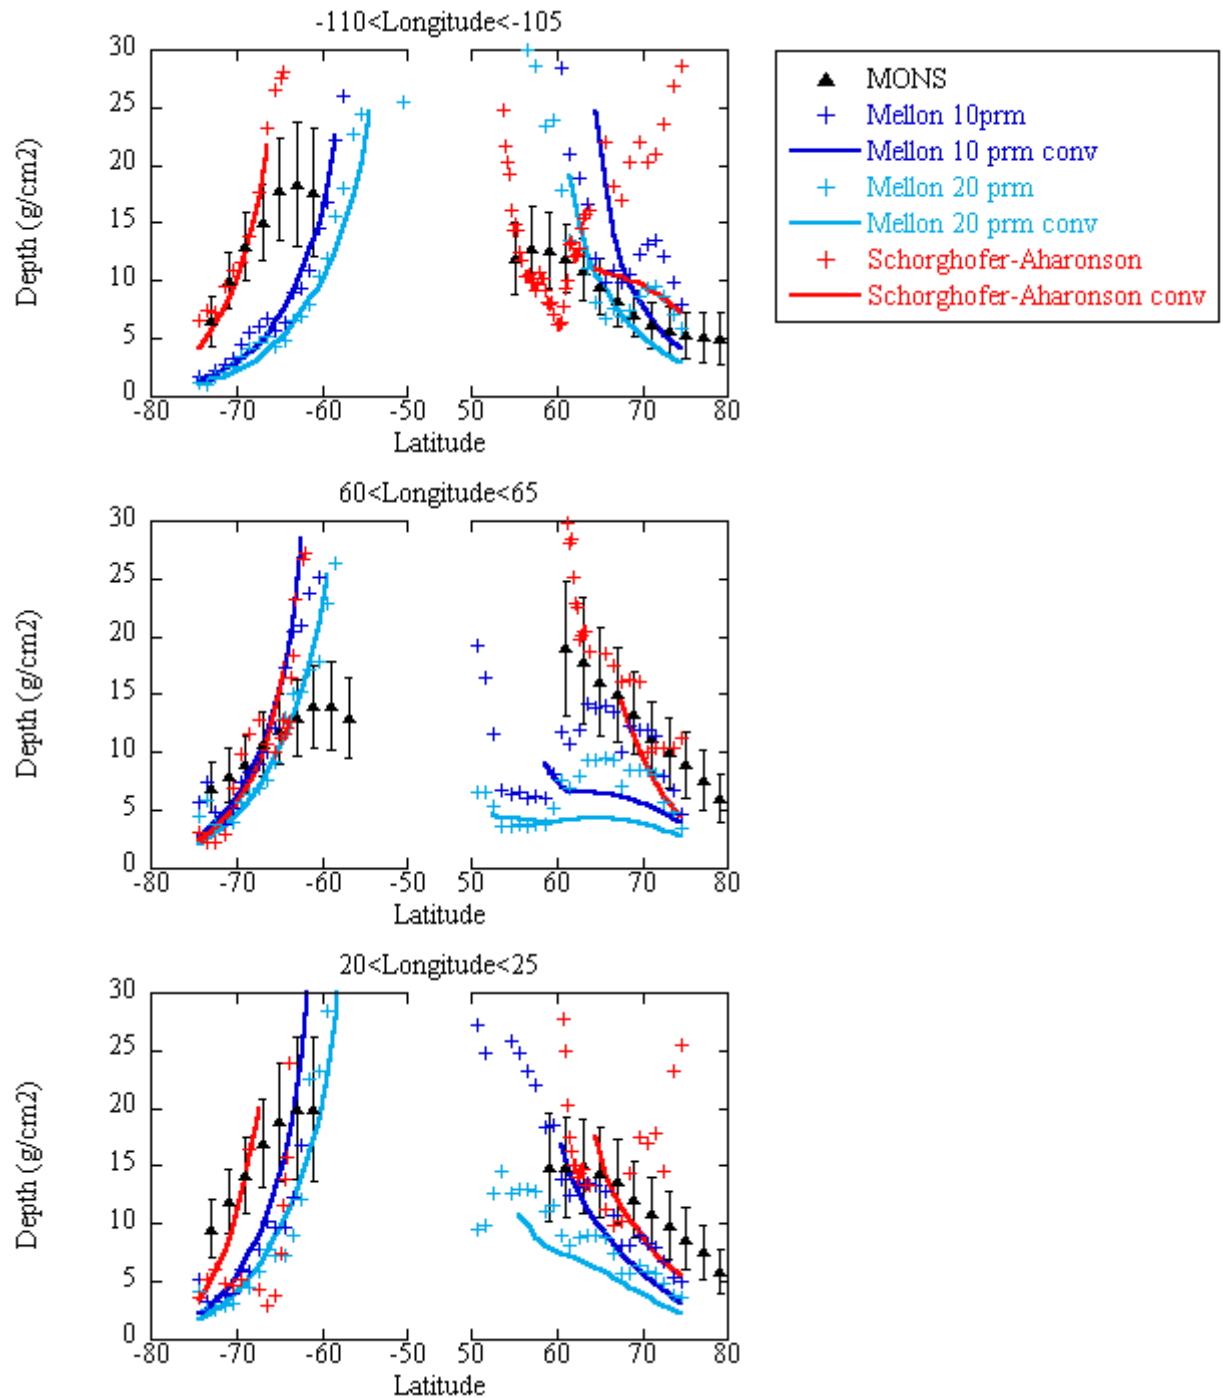 -110<Longitude<-105
30
25
20
15
10
5
0
Depth (g/cm2)
-80 -70 -60 -50 50 60 70 80
Latitude
MONS
Mellon 10prm
Mellon 10 prm conv
Mellon 20 prm
Mellon 20 prm conv
Schorghofer-Aharonson
Schorghofer-Aharonson conv
60<Longitude<65
30
25
20
15
10
5
0
Depth (g/cm2)
-80 -70 -60 -50 50 60 70 80
Latitude
20<Longitude<25
30
25
20
15
10
5
0
Depth (g/cm2)
-80 -70 -60 -50 50 60 70 80
Latitude